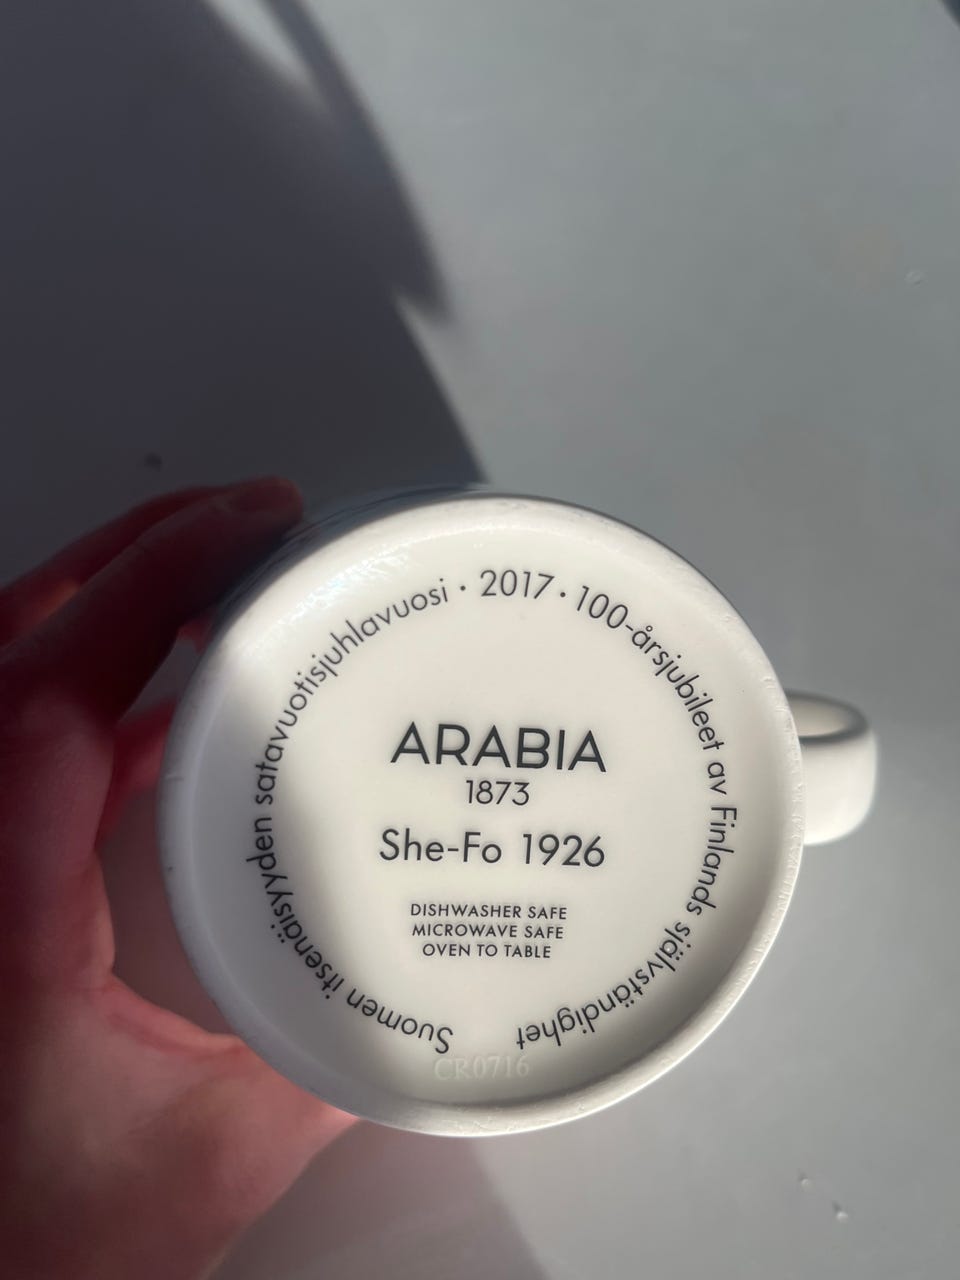 Suomen itsenäisyyden satavuotisjuhlavuosi · 2017 · 100-årsjubileet av Finlands självständighet
ARABIA
1873
She-Fo 1926
DISHWASHER SAFE
MICROWAVE SAFE
OVEN TO TABLE
CR0716